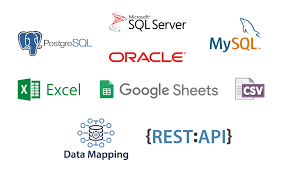 Microsoft
SQL Server
PostgreSQL
MySQL
ORACLE
Excel
Google Sheets
CSV
Data Mapping
{REST:API}